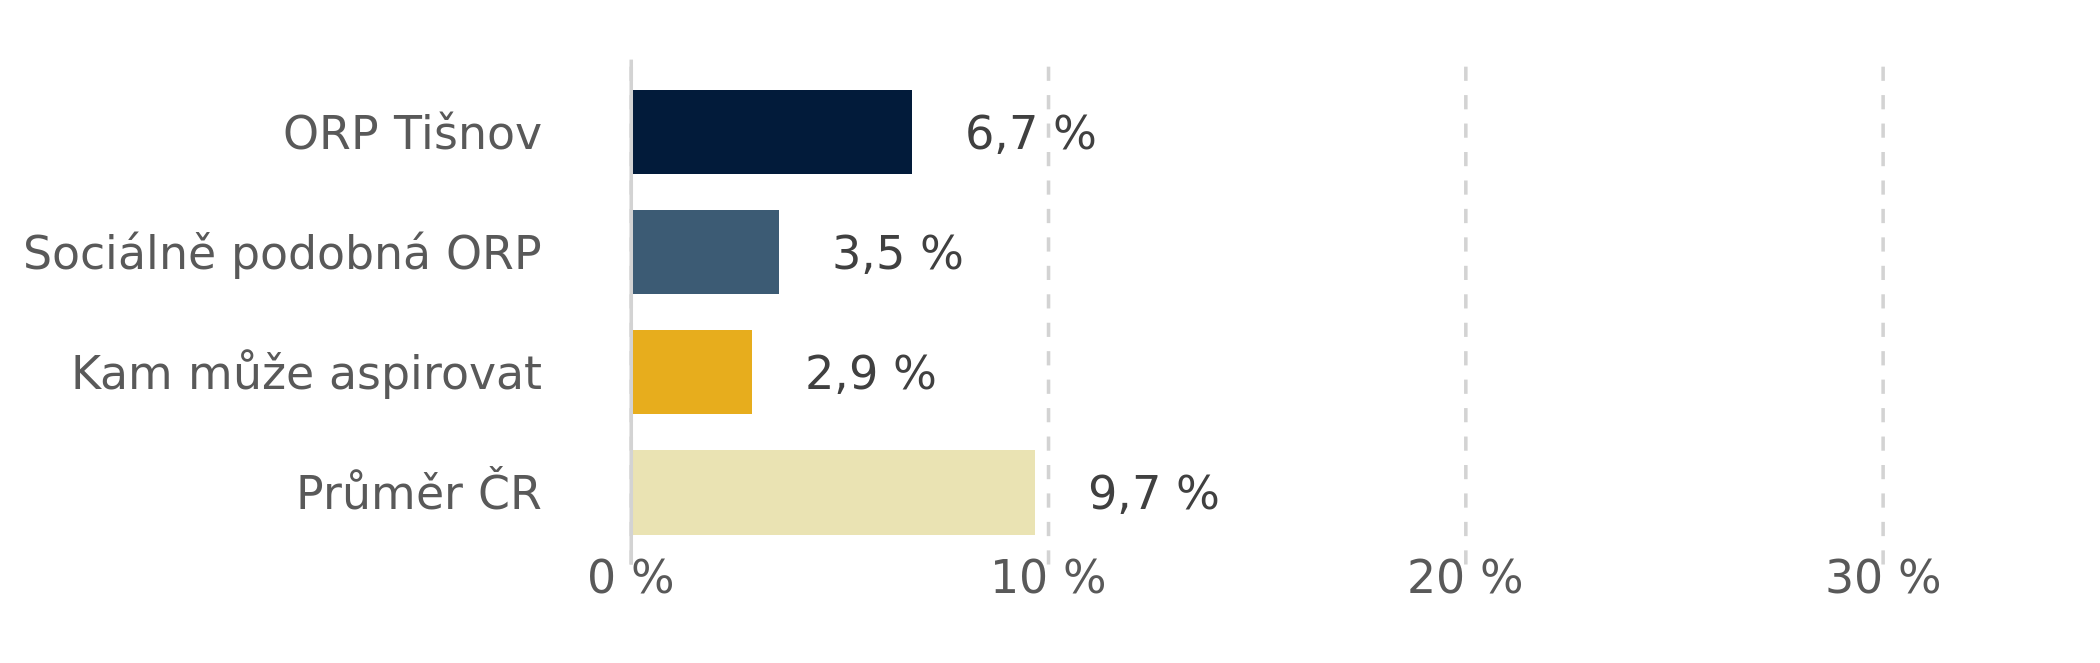 ORP Tišnov 6,7 %
Sociálně podobná ORP 3,5 %
Kam může aspirovat 2,9 %
Průměr ČR 9,7 %
0 % 10 % 20 % 30 %